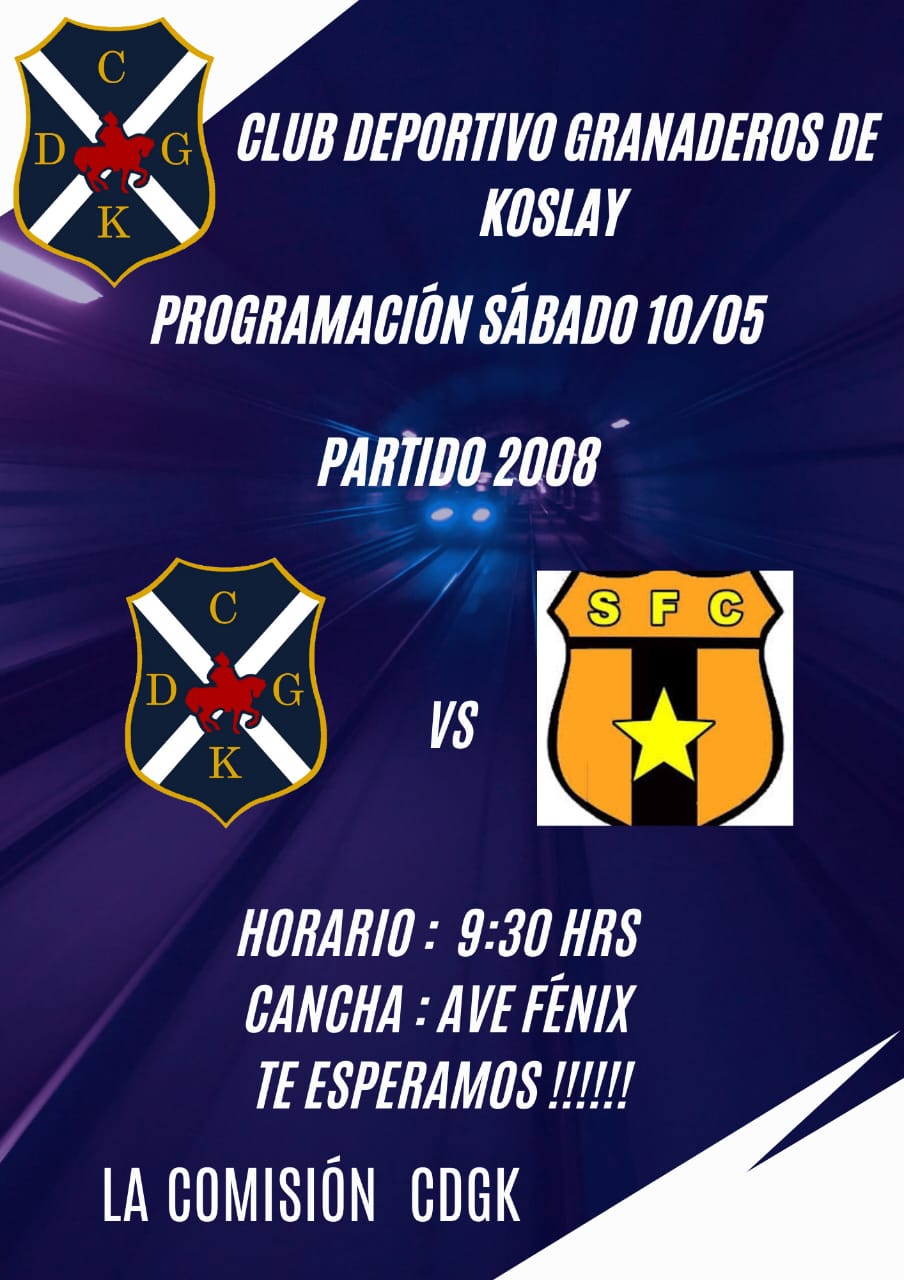 C
D G
K
CLUB DEPORTIVO GRANADEROS DE
KOSLAY
PROGRAMACIÓN SÁBADO 10/05
PARTIDO 2008
C
D G
K
VS
S F C
HORARIO : 9:30 HRS
CANCHA : AVE FÉNIX
TE ESPERAMOS !!!!!!
LA COMISIÓN CDGK